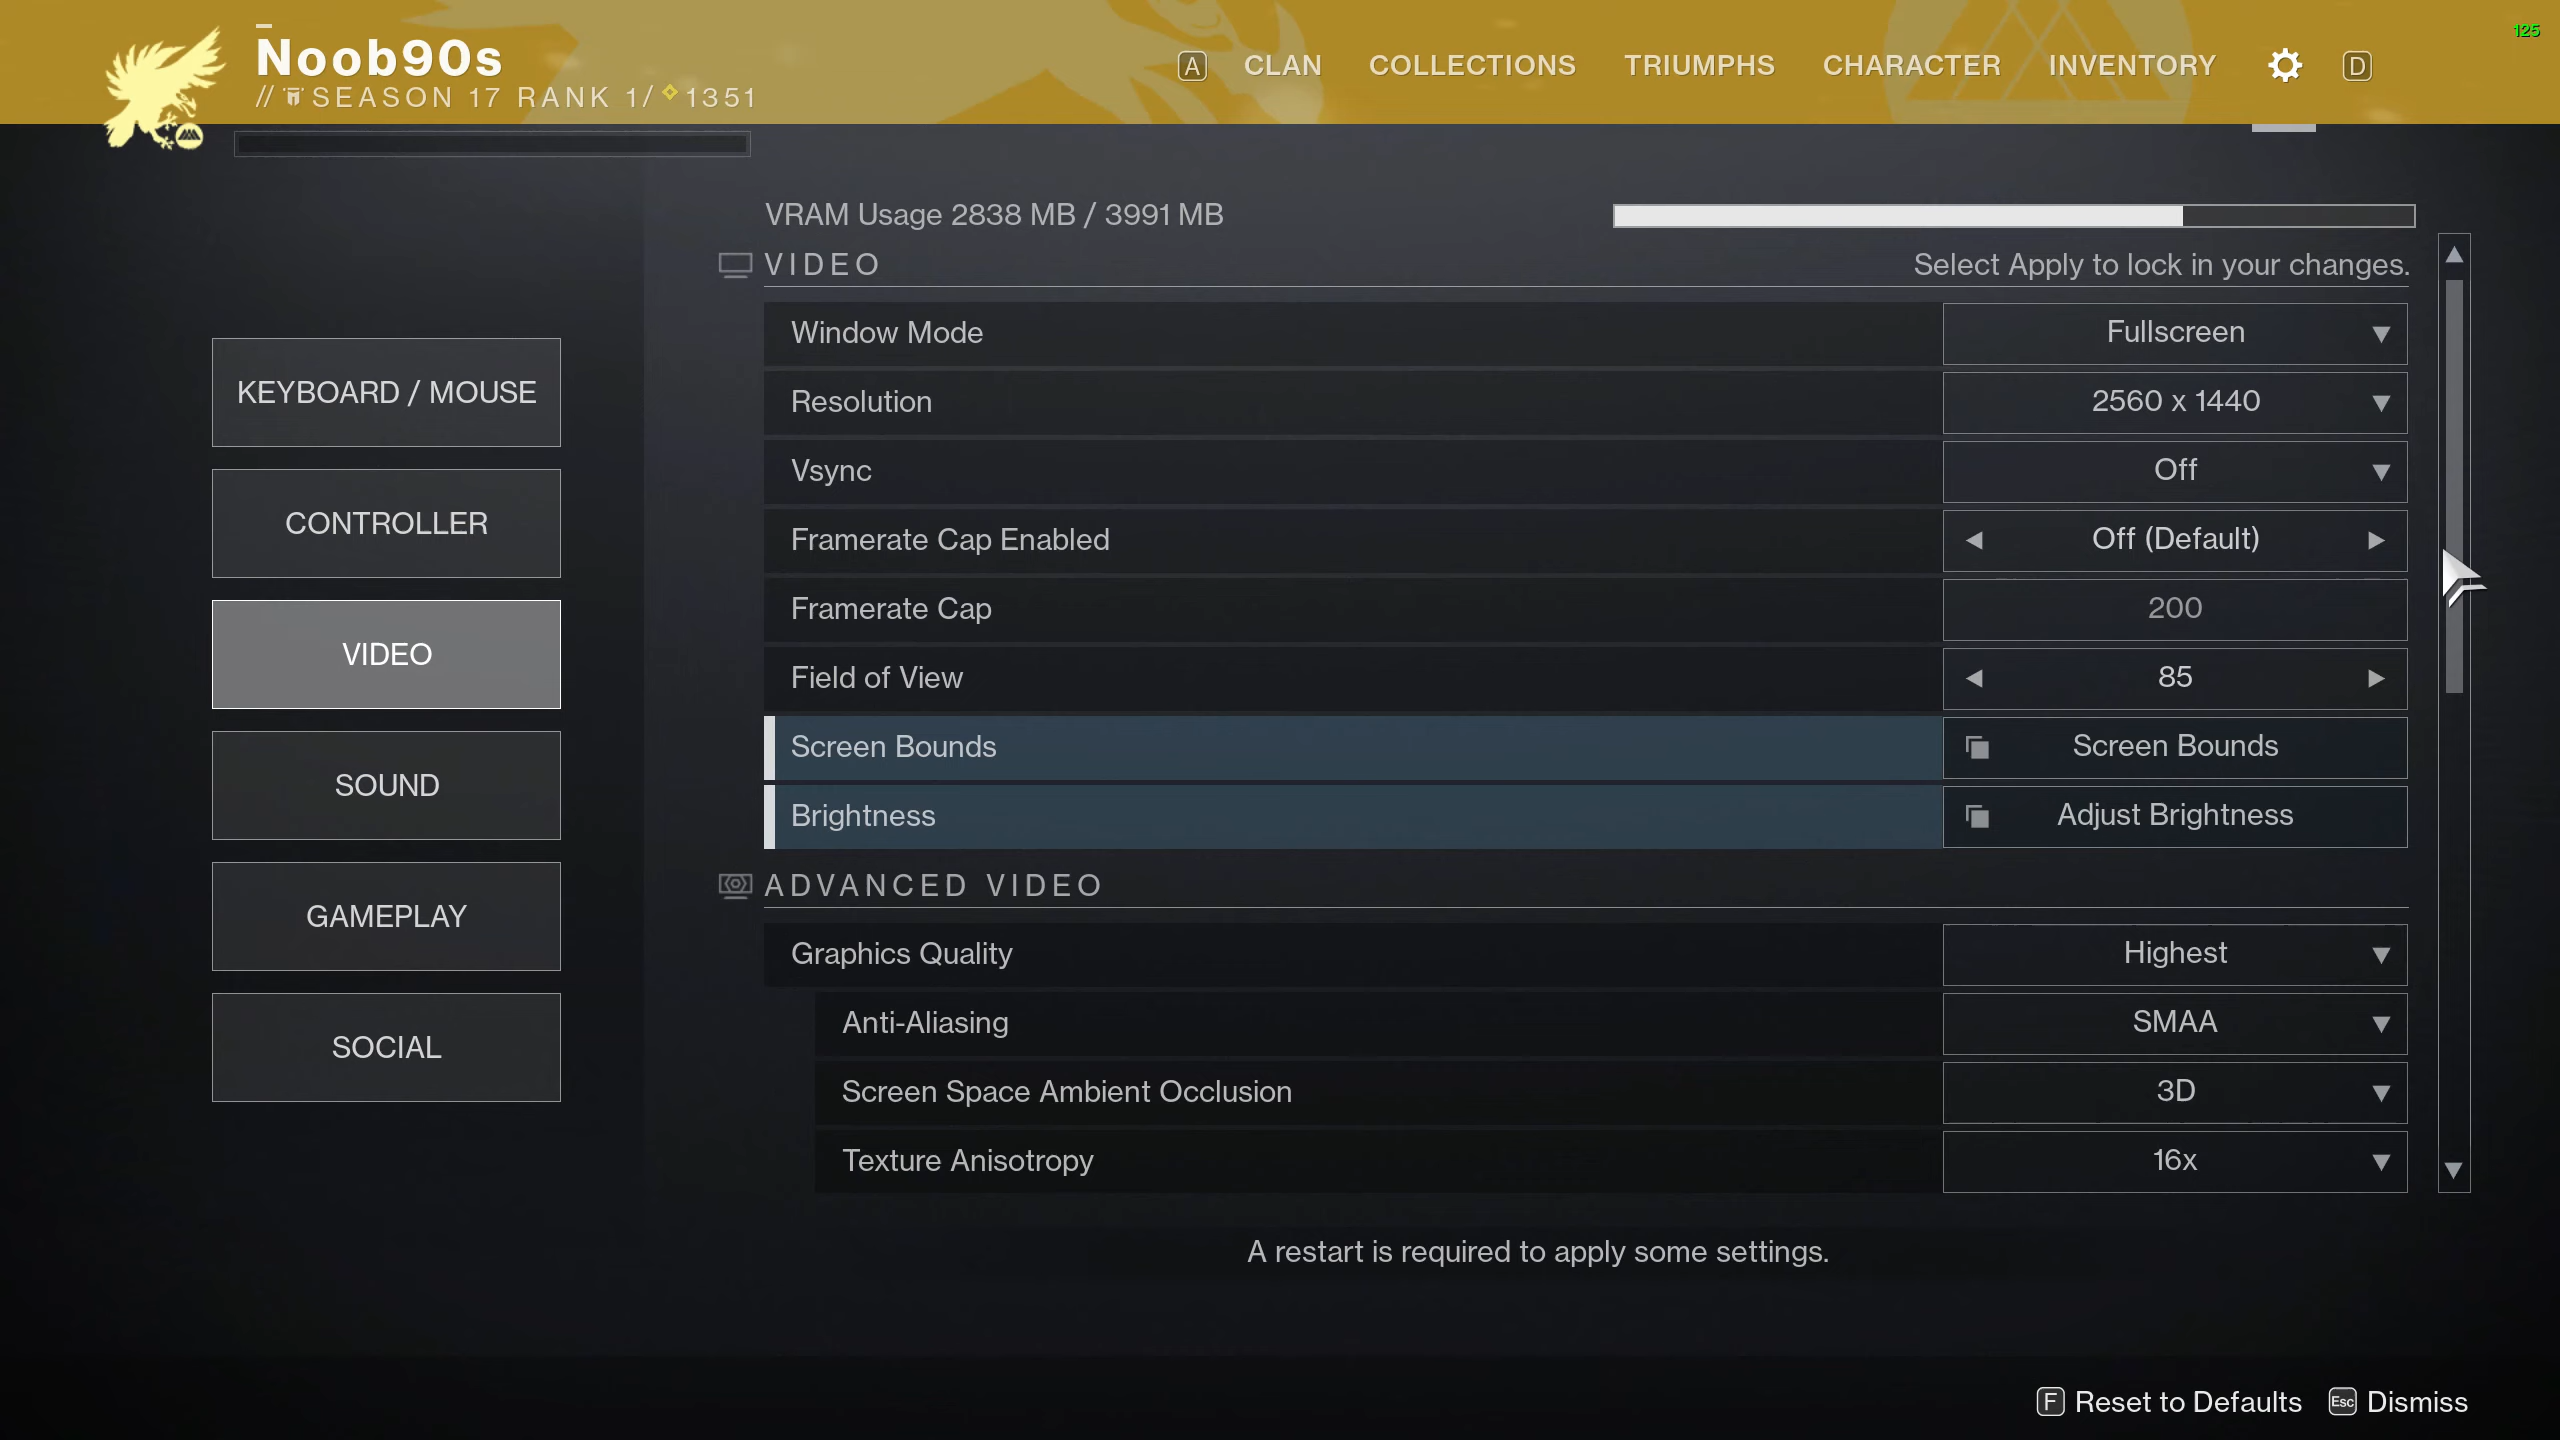 Noob90s
// SEASON 17 RANK 1/ 1351
A CLAN COLLECTIONS TRIUMPHS CHARACTER INVENTORY D
125
VRAM Usage 2838 MB / 3991 MB
VIDEO
Select Apply to lock in your changes.
KEYBOARD / MOUSE
CONTROLLER
VIDEO
SOUND
GAMEPLAY
SOCIAL
Window Mode Fullscreen
Resolution 2560 x 1440
Vsync Off
Framerate Cap Enabled Off (Default)
Framerate Cap 200
Field of View 85
Screen Bounds Screen Bounds
Brightness Adjust Brightness
ADVANCED VIDEO
Graphics Quality Highest
Anti-Aliasing SMAA
Screen Space Ambient Occlusion 3D
Texture Anisotropy 16x
A restart is required to apply some settings.
F Reset to Defaults Esc Dismiss